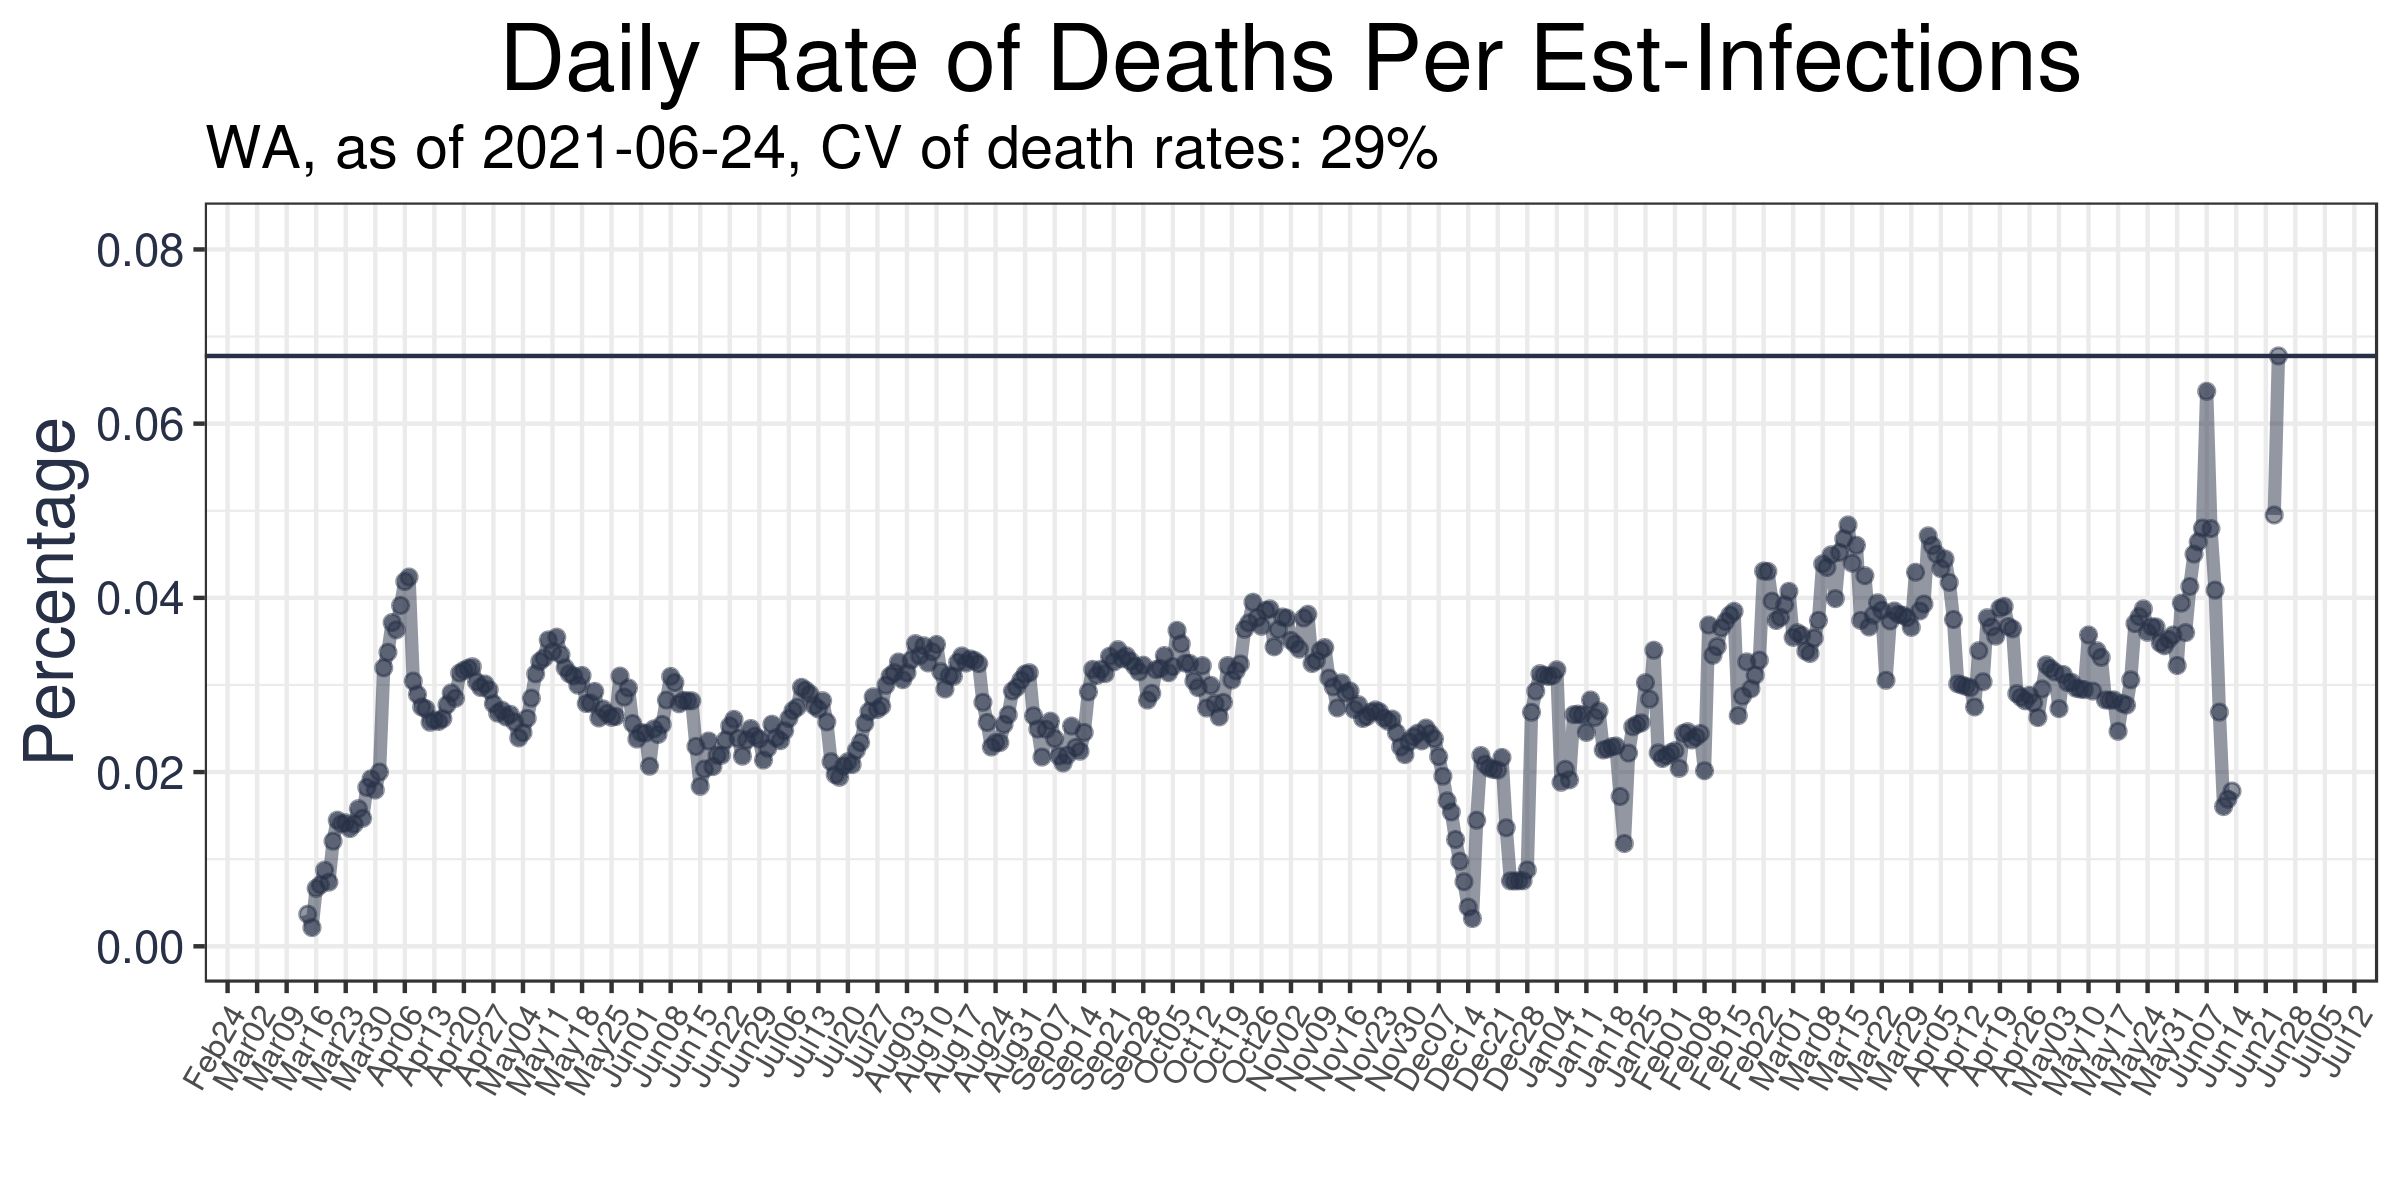 Daily Rate of Deaths Per Est-Infections
WA, as of 2021-06-24, CV of death rates: 29%
Percentage
0.08
0.06
0.04
0.02
0.00
Feb24 Mar02 Mar09 Mar16 Mar23 Mar30 Apr06 Apr13 Apr20 Apr27 May04 May11 May18 May25 Jun01 Jun08 Jun15 Jun22 Jun29 Jul06 Jul13 Jul20 Jul27 Aug03 Aug10 Aug17 Aug24 Aug31 Sep07 Sep14 Sep21 Sep28 Oct05 Oct12 Oct19 Oct26 Nov02 Nov09 Nov16 Nov23 Nov30 Dec07 Dec14 Dec21 Dec28 Jan04 Jan11 Jan18 Jan25 Feb01 Feb08 Feb15 Feb22 Mar01 Mar08 Mar15 Mar22 Mar29 Apr05 Apr12 Apr19 Apr26 May03 May10 May17 May24 May31 Jun07 Jun14 Jun21 Jun28 Jul05 Jul12